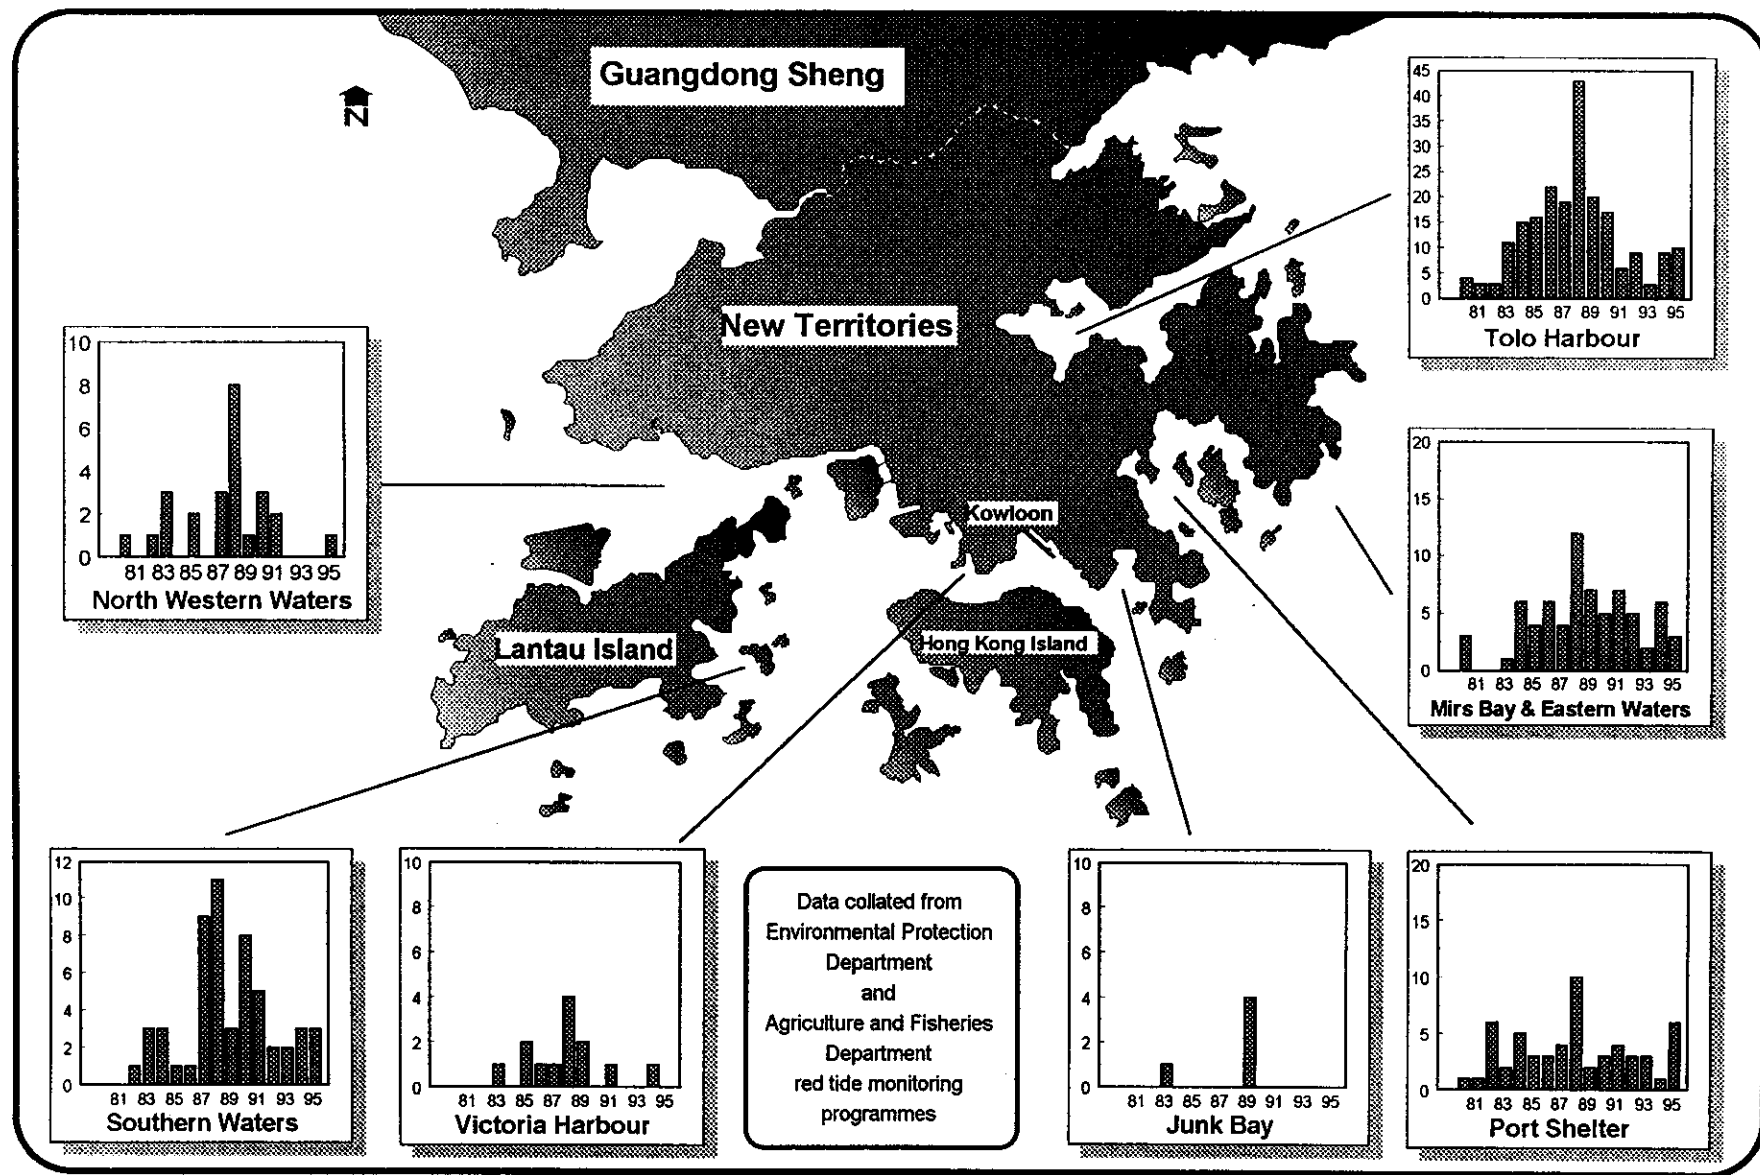 Guangdong Sheng
N
New Territories
Kowloon
Lantau Island
Hong Kong Island
45
40
35
30
25
20
15
10
5
0
81 83 85 87 89 91 93 95
Tolo Harbour
10
8
6
4
2
0
81 83 85 87 89 91 93 95
North Western Waters
20
15
10
5
0
81 83 85 87 89 91 93 95
Mirs Bay & Eastern Waters
12
10
8
6
4
2
0
81 83 85 87 89 91 93 95
Southern Waters
10
8
6
4
2
0
81 83 85 87 89 91 93 95
Victoria Harbour
Data collated from
Environmental Protection
Department
and
Agriculture and Fisheries
Department
red tide monitoring
programmes
10
8
6
4
2
0
81 83 85 87 89 91 93 95
Junk Bay
20
15
10
5
0
81 83 85 87 89 91 93 95
Port Shelter